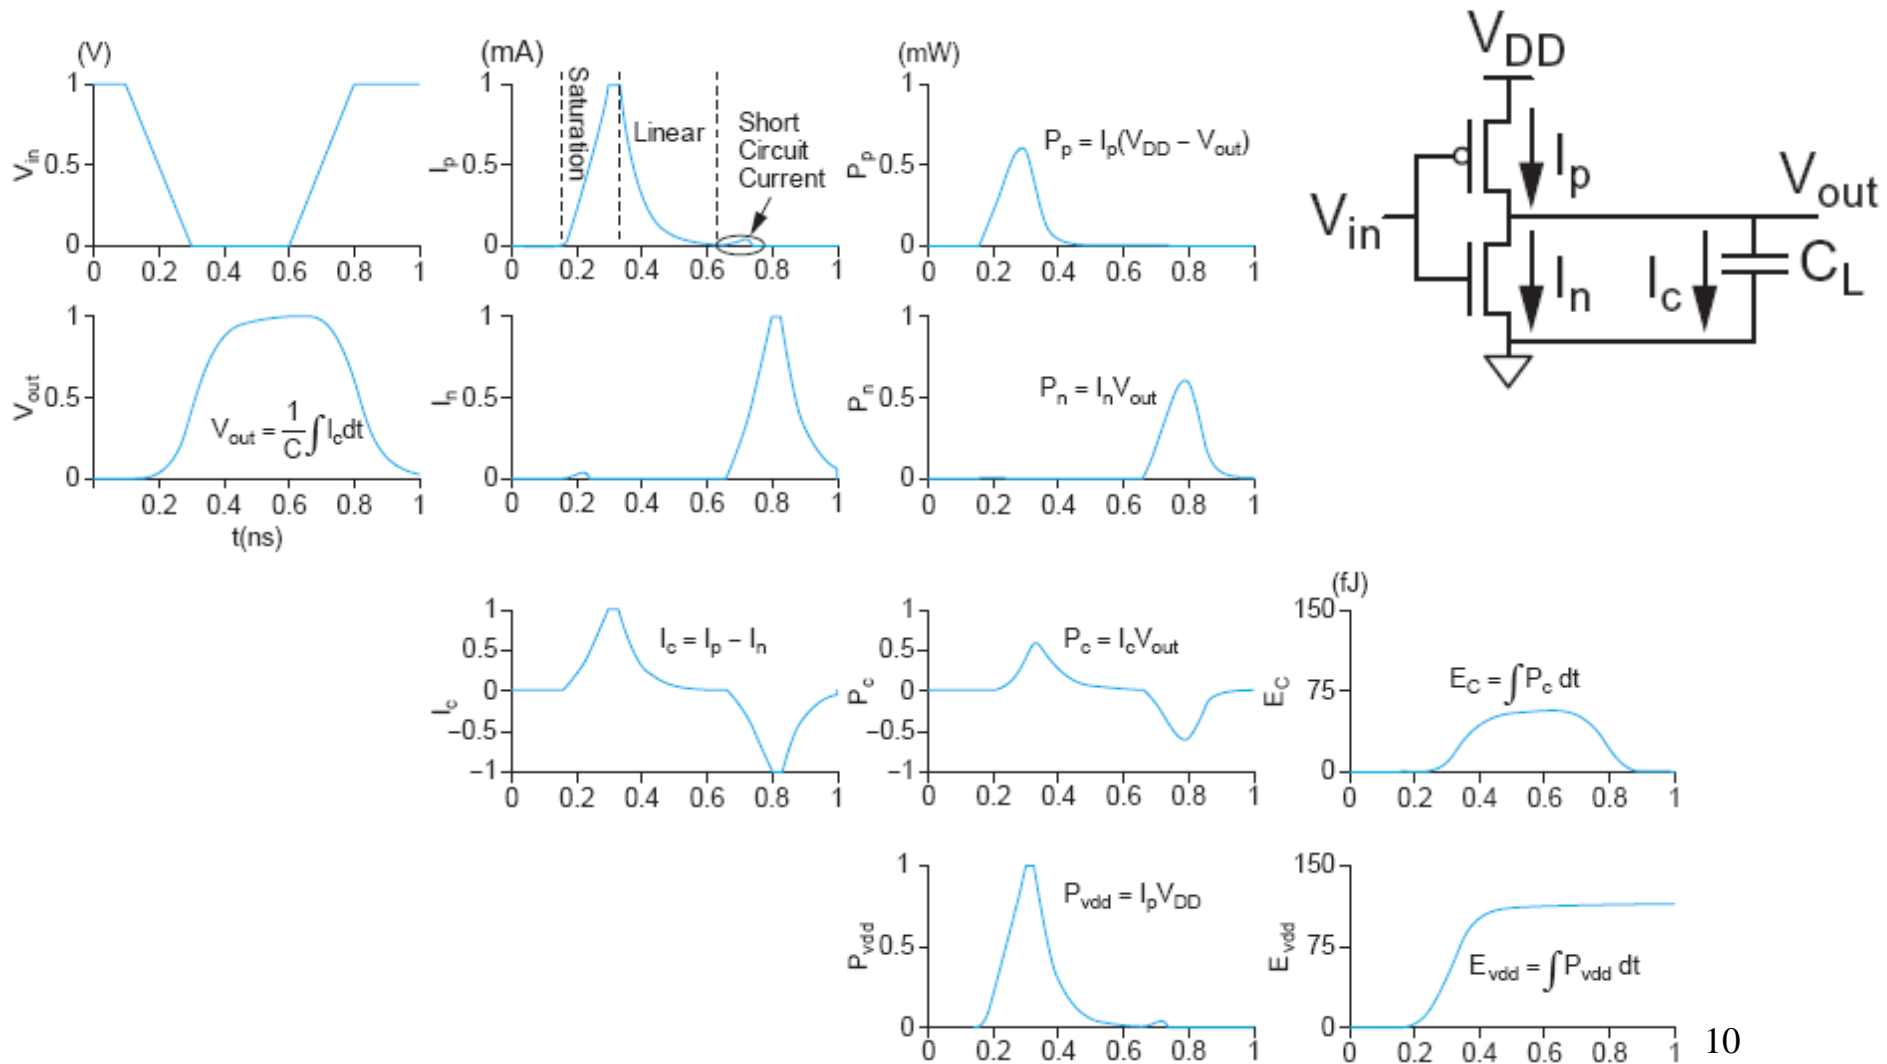 (V)
1
V_in 0.5
0
0 0.2 0.4 0.6 0.8 1
(mA)
1
I_p 0.5
0
Saturation
Linear
Short
Circuit
Current
0 0.2 0.4 0.6 0.8 1
(mW)
1
P_p 0.5
0
P_p = I_p(V_DD – V_out)
0 0.2 0.4 0.6 0.8 1
V_DD
I_p
V_out
V_in
I_n
I_c
C_L
1
V_out 0.5
0
V_out = 1/C ∫I_c dt
0.2 0.4 0.6 0.8 1
t(ns)
1
I_n 0.5
0
0 0.2 0.4 0.6 0.8 1
1
P_n 0.5
0
P_n = I_n V_out
0 0.2 0.4 0.6 0.8 1
1
0.5
I_c 0
–0.5
–1
I_c = I_p – I_n
0 0.2 0.4 0.6 0.8 1
1
0.5
P_c 0
–0.5
–1
P_c = I_c V_out
0 0.2 0.4 0.6 0.8 1
(fJ)
150
E_C 75
0
E_C = ∫P_c dt
0 0.2 0.4 0.6 0.8 1
1
P_vdd 0.5
0
P_vdd = I_p V_DD
0 0.2 0.4 0.6 0.8 1
150
E_vdd 75
0
E_vdd = ∫P_vdd dt
0 0.2 0.4 0.6 0.8 1
10